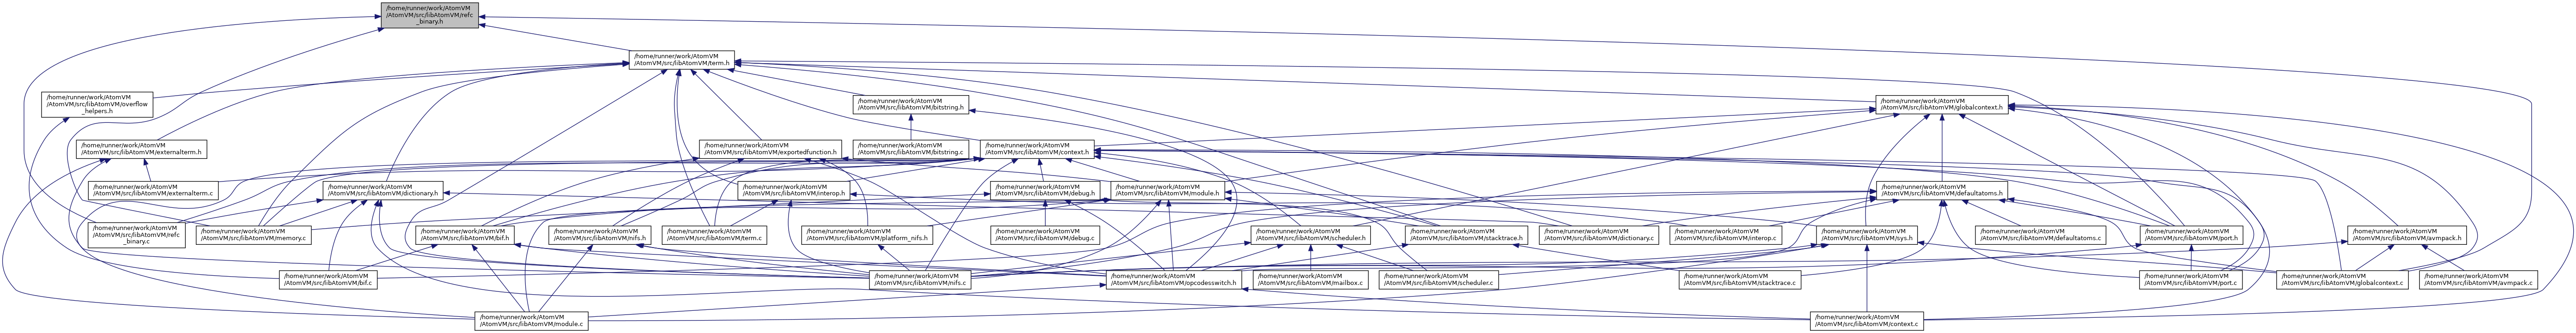 /home/runner/work/AtomVM
/AtomVM/src/libAtomVM/refc
_binary.h
/home/runner/work/AtomVM
/AtomVM/src/libAtomVM/term.h
/home/runner/work/AtomVM
/AtomVM/src/libAtomVM/overflow
_helpers.h
/home/runner/work/AtomVM
/AtomVM/src/libAtomVM/bitstring.h
/home/runner/work/AtomVM
/AtomVM/src/libAtomVM/globalcontext.h
/home/runner/work/AtomVM
/AtomVM/src/libAtomVM/externalterm.h
/home/runner/work/AtomVM
/AtomVM/src/libAtomVM/exportedfunction.h
/home/runner/work/AtomVM
/AtomVM/src/libAtomVM/bitstring.c
/home/runner/work/AtomVM
/AtomVM/src/libAtomVM/context.h
/home/runner/work/AtomVM
/AtomVM/src/libAtomVM/externalterm.c
/home/runner/work/AtomVM
/AtomVM/src/libAtomVM/dictionary.h
/home/runner/work/AtomVM
/AtomVM/src/libAtomVM/interop.h
/home/runner/work/AtomVM
/AtomVM/src/libAtomVM/debug.h
/home/runner/work/AtomVM
/AtomVM/src/libAtomVM/module.h
/home/runner/work/AtomVM
/AtomVM/src/libAtomVM/defaultatoms.h
/home/runner/work/AtomVM
/AtomVM/src/libAtomVM/refc
_binary.c
/home/runner/work/AtomVM
/AtomVM/src/libAtomVM/memory.c
/home/runner/work/AtomVM
/AtomVM/src/libAtomVM/bif.h
/home/runner/work/AtomVM
/AtomVM/src/libAtomVM/nifs.h
/home/runner/work/AtomVM
/AtomVM/src/libAtomVM/term.c
/home/runner/work/AtomVM
/AtomVM/src/libAtomVM/platform_nifs.h
/home/runner/work/AtomVM
/AtomVM/src/libAtomVM/debug.c
/home/runner/work/AtomVM
/AtomVM/src/libAtomVM/scheduler.h
/home/runner/work/AtomVM
/AtomVM/src/libAtomVM/stacktrace.h
/home/runner/work/AtomVM
/AtomVM/src/libAtomVM/dictionary.c
/home/runner/work/AtomVM
/AtomVM/src/libAtomVM/interop.c
/home/runner/work/AtomVM
/AtomVM/src/libAtomVM/sys.h
/home/runner/work/AtomVM
/AtomVM/src/libAtomVM/defaultatoms.c
/home/runner/work/AtomVM
/AtomVM/src/libAtomVM/port.h
/home/runner/work/AtomVM
/AtomVM/src/libAtomVM/avmpack.h
/home/runner/work/AtomVM
/AtomVM/src/libAtomVM/bif.c
/home/runner/work/AtomVM
/AtomVM/src/libAtomVM/nifs.c
/home/runner/work/AtomVM
/AtomVM/src/libAtomVM/opcodesswitch.h
/home/runner/work/AtomVM
/AtomVM/src/libAtomVM/mailbox.c
/home/runner/work/AtomVM
/AtomVM/src/libAtomVM/scheduler.c
/home/runner/work/AtomVM
/AtomVM/src/libAtomVM/stacktrace.c
/home/runner/work/AtomVM
/AtomVM/src/libAtomVM/port.c
/home/runner/work/AtomVM
/AtomVM/src/libAtomVM/globalcontext.c
/home/runner/work/AtomVM
/AtomVM/src/libAtomVM/avmpack.c
/home/runner/work/AtomVM
/AtomVM/src/libAtomVM/module.c
/home/runner/work/AtomVM
/AtomVM/src/libAtomVM/context.c